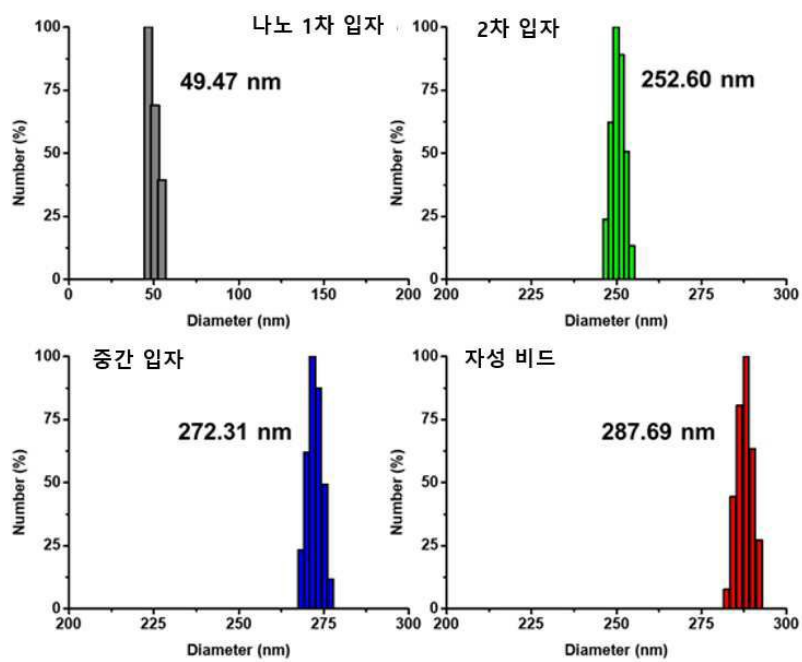 나노 1차 입자
49.47 nm
Number (%)
100
75
50
25
0
0
50
100
150
200
Diameter (nm)
2차 입자
252.60 nm
Number (%)
100
75
50
25
0
200
225
250
275
300
Diameter (nm)
중간 입자
272.31 nm
Number (%)
100
75
50
25
0
200
225
250
275
300
Diameter (nm)
자성 비드
287.69 nm
Number (%)
100
75
50
25
0
200
225
250
275
300
Diameter (nm)